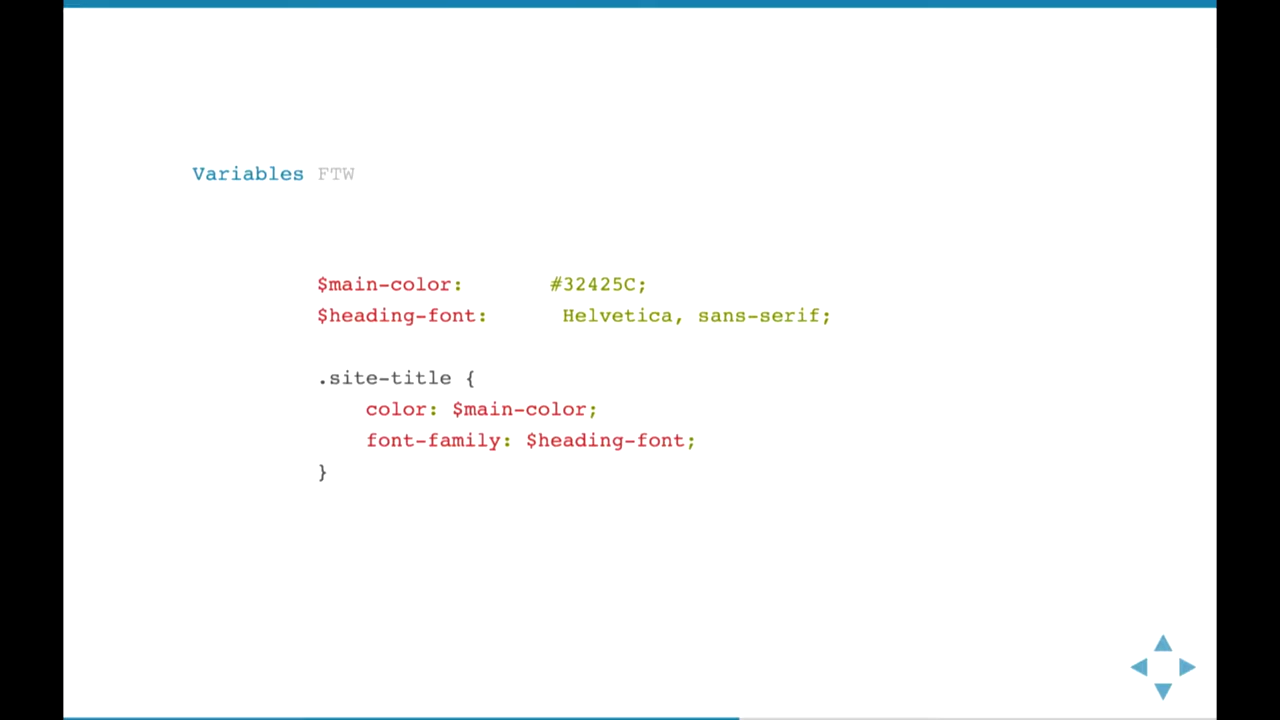 Variables FTW
$main-color: #32425C;
$heading-font: Helvetica, sans-serif;
.site-title {
color: $main-color;
font-family: $heading-font;
}